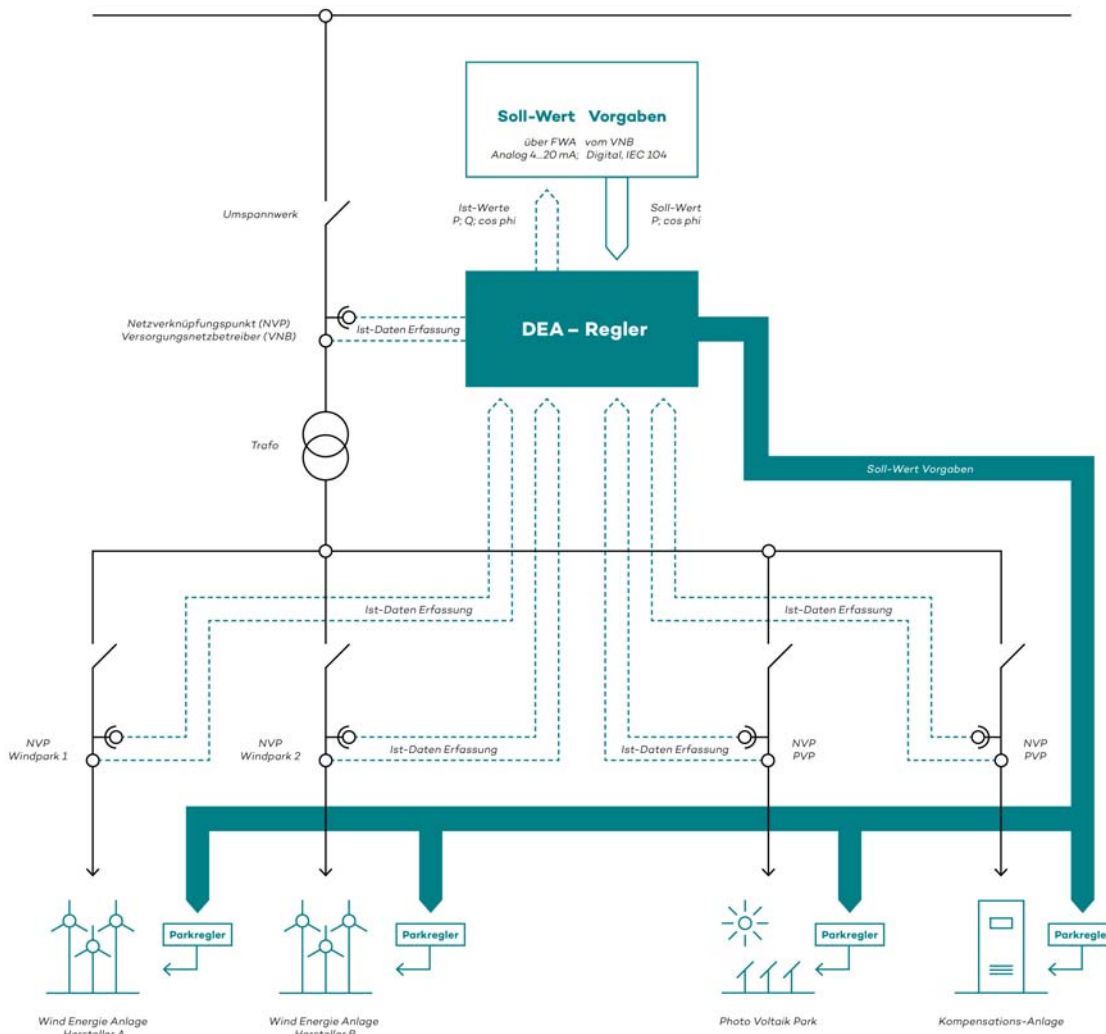 Soll-Wert Vorgaben
über FWA vom VNB
Analog 4...20 mA; Digital, IEC 104
Umspannwerk
Ist-Werte
P; Q; cos phi
Soll-Wert
P; cos phi
Netzverknüpfungspunkt (NVP)
Versorgungsnetzbetreiber (VNB)
Ist-Daten Erfassung
DEA – Regler
Trafo
Soll-Wert Vorgaben
Ist-Daten Erfassung
Ist-Daten Erfassung
NVP
Windpark 1
NVP
Windpark 2
Ist-Daten Erfassung
Ist-Daten Erfassung
NVP
PVP
NVP
PVP
Parkregler
Parkregler
Parkregler
Parkregler
Wind Energie Anlage
Hersteller A
Wind Energie Anlage
Hersteller B
Photo Voltaik Park
Kompensations-Anlage